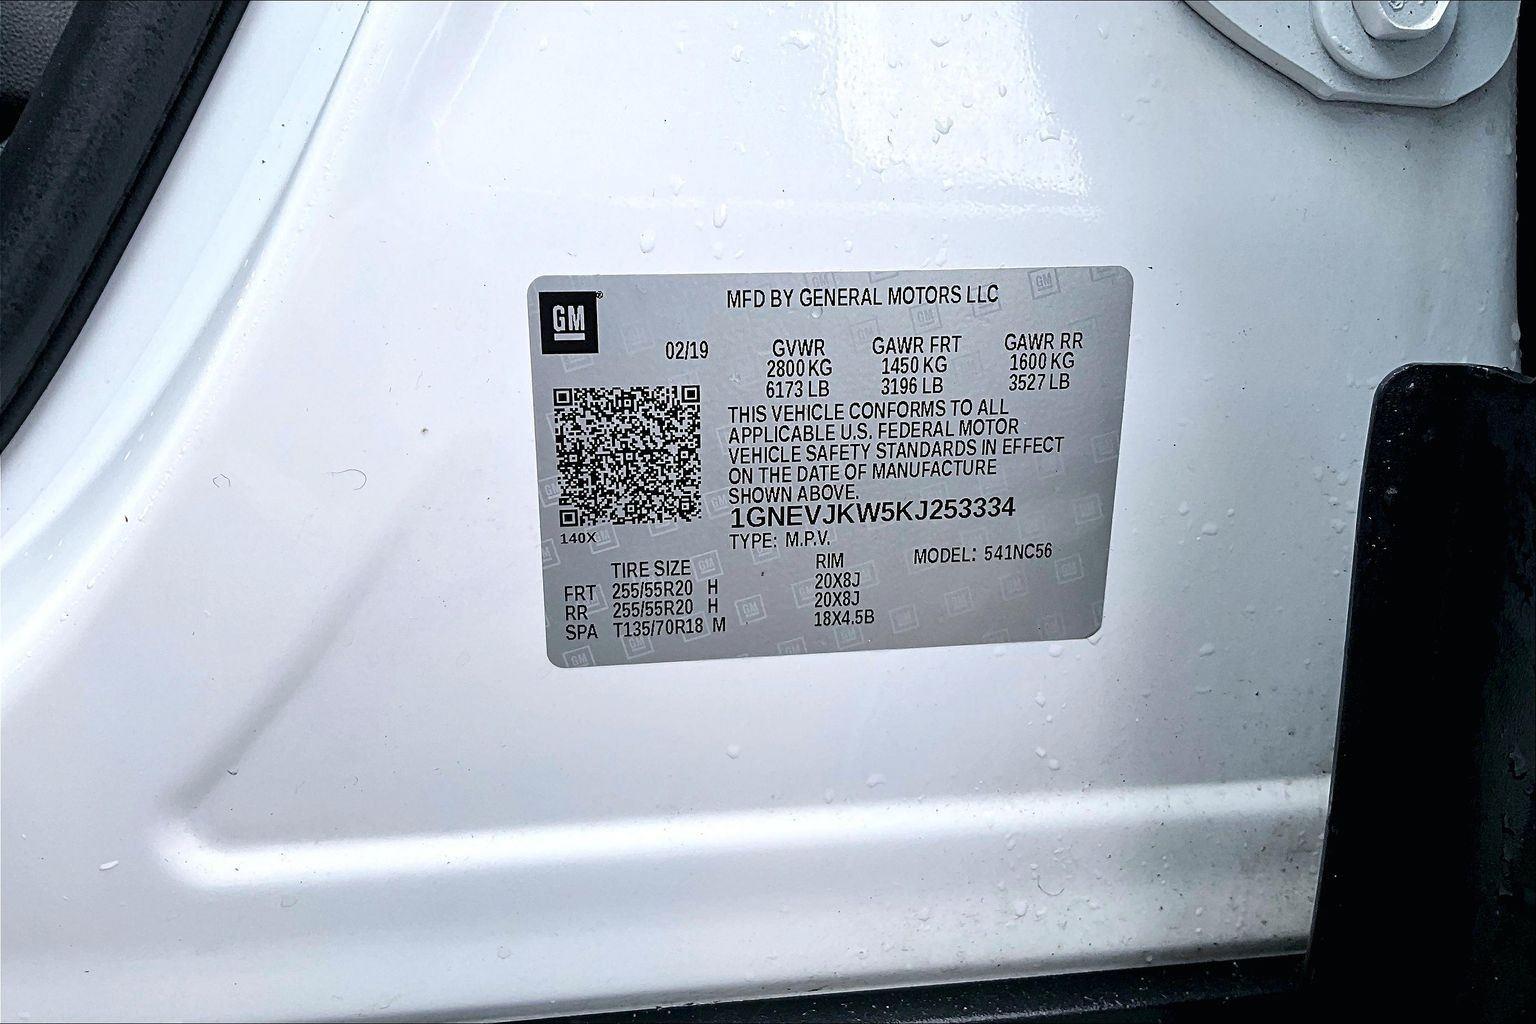 GM
MFD BY GENERAL MOTORS LLC
02/19
GVWR GAWR FRT GAWR RR
2800 KG 1450 KG 1600 KG
6173 LB 3196 LB 3527 LB
THIS VEHICLE CONFORMS TO ALL
APPLICABLE U.S. FEDERAL MOTOR
VEHICLE SAFETY STANDARDS IN EFFECT
ON THE DATE OF MANUFACTURE
SHOWN ABOVE.
1GNEVJKW5KJ253334
140X
TYPE: M.P.V. MODEL: 541NC56
TIRE SIZE RIM
FRT 255/55R20 H 20X8J
RR 255/55R20 H 20X8J
SPA T135/70R18 M 18X4.5B